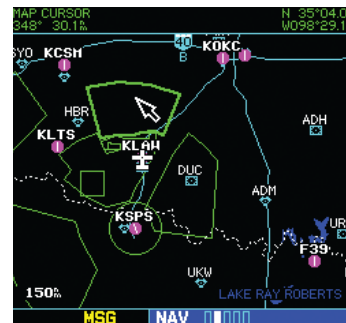 MAP CURSOR N 35°04.0
348° 30.1㎚ W098°29.1
SYO KCSM 40 KOKC
B
HBR
KLTS KLAW ADH
DUC
ADM
KSPS UR
F39
UKW
150㎚ LAKE RAY ROBERTS
MSG NAV